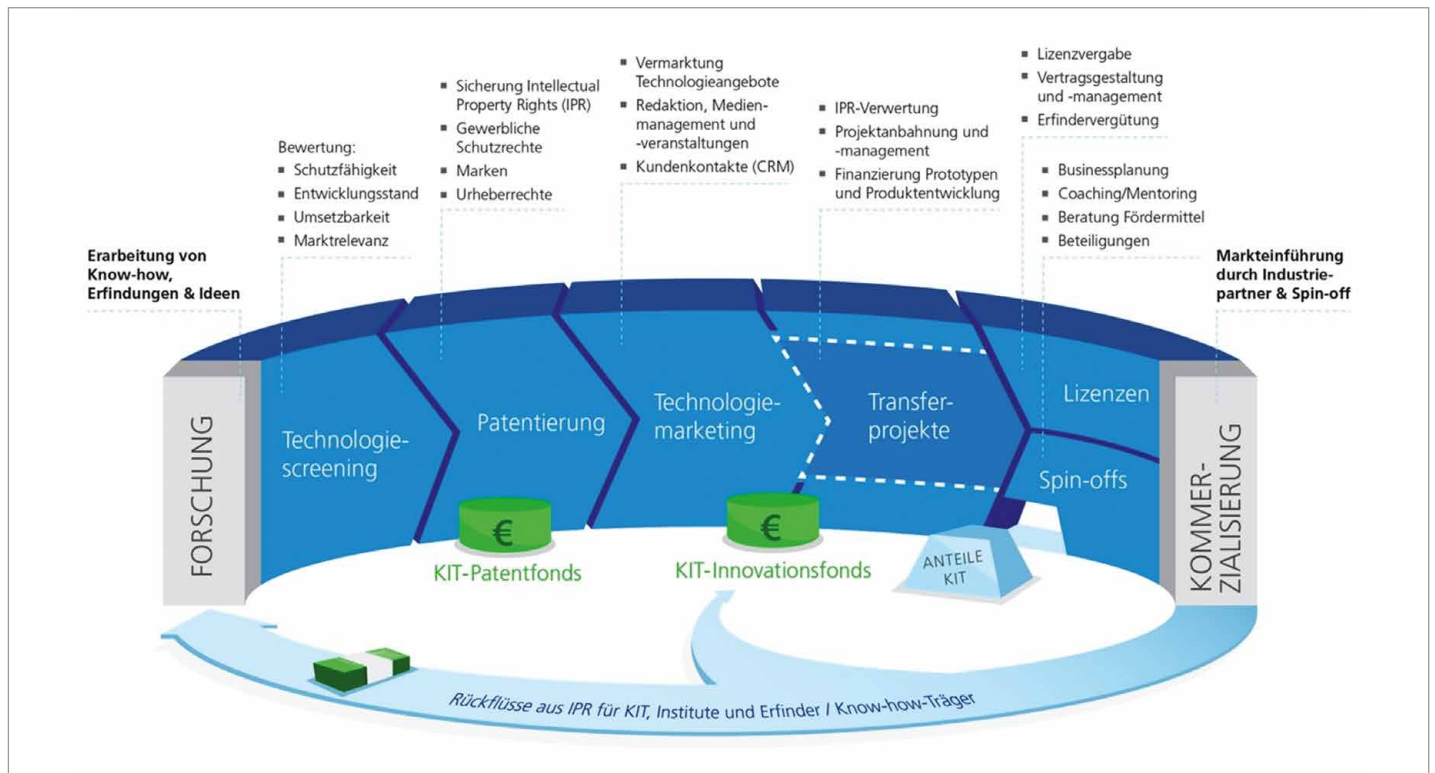 Erarbeitung von
Know-how,
Erfindungen & Ideen
Bewertung:
▪ Schutzfähigkeit
▪ Entwicklungsstand
▪ Umsetzbarkeit
▪ Marktrelevanz
▪ Sicherung Intellectual
Property Rights (IPR)
▪ Gewerbliche
Schutzrechte
▪ Marken
▪ Urheberrechte
▪ Vermarktung
Technologieangebote
▪ Redaktion, Medien-
management und
-veranstaltungen
▪ Kundenkontakte (CRM)
▪ IPR-Verwertung
▪ Projektanbahnung und
-management
▪ Finanzierung Prototypen
und Produktentwicklung
▪ Lizenzvergabe
▪ Vertragsgestaltung
und -management
▪ Erfindervergütung
▪ Businessplanung
▪ Coaching/Mentoring
▪ Beratung Fördermittel
▪ Beteiligungen
Markteinführung
durch Industrie-
partner & Spin-off
FORSCHUNG
Technologie-
screening
Patentierung
Technologie-
marketing
Transfer-
projekte
Lizenzen
Spin-offs
KOMMER-
ZIALISIERUNG
€
KIT-Patentfonds
€
KIT-Innovationsfonds
ANTEILE
KIT
Rückflüsse aus IPR für KIT, Institute und Erfinder / Know-how-Träger